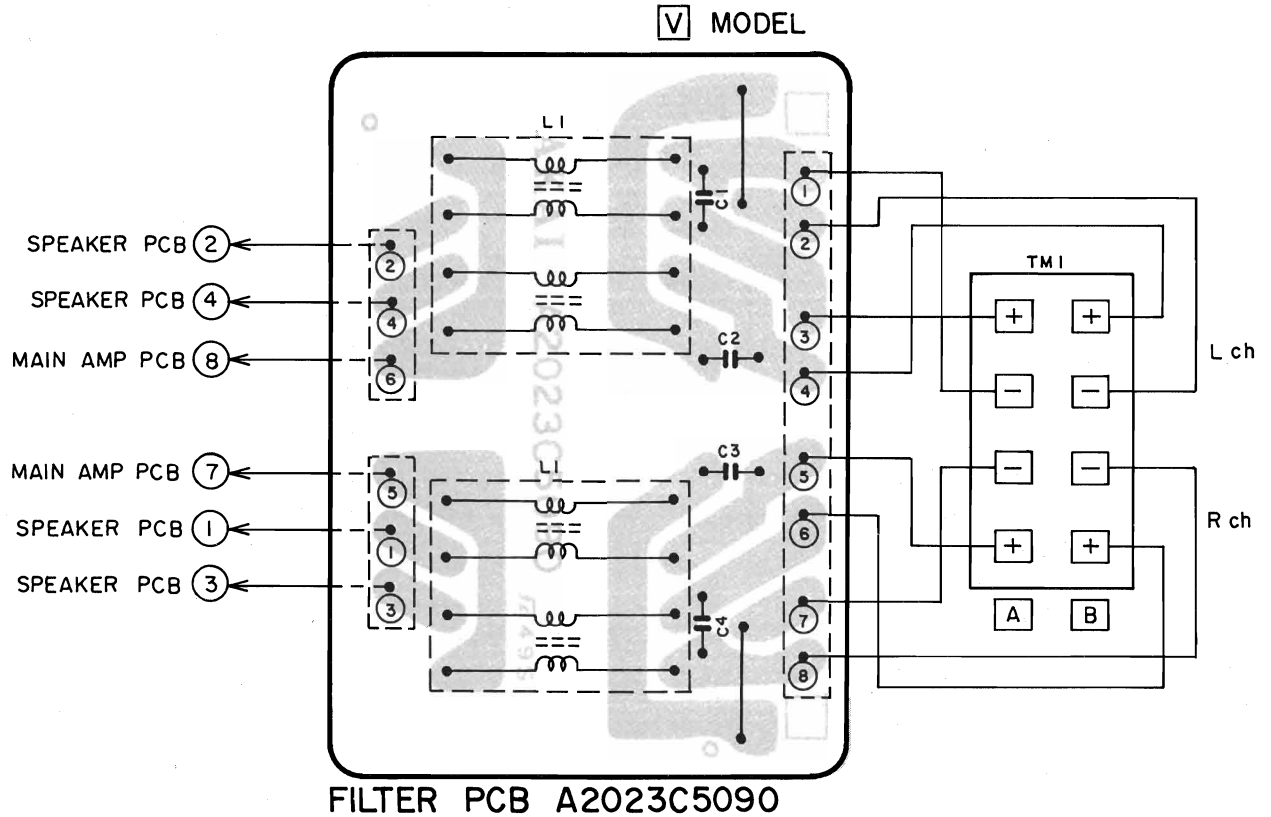 V MODEL
L1
C1
AKAI A2023C5090
SPEAKER PCB 2
SPEAKER PCB 4
MAIN AMP PCB 8
2
4
6
C2
1
2
3
4
TM1
+ +
− −
− −
+ +
A B
L ch
R ch
MAIN AMP PCB 7
SPEAKER PCB 1
SPEAKER PCB 3
5
1
3
L1
C3
C4
5
6
7
8
FILTER PCB A2023C5090